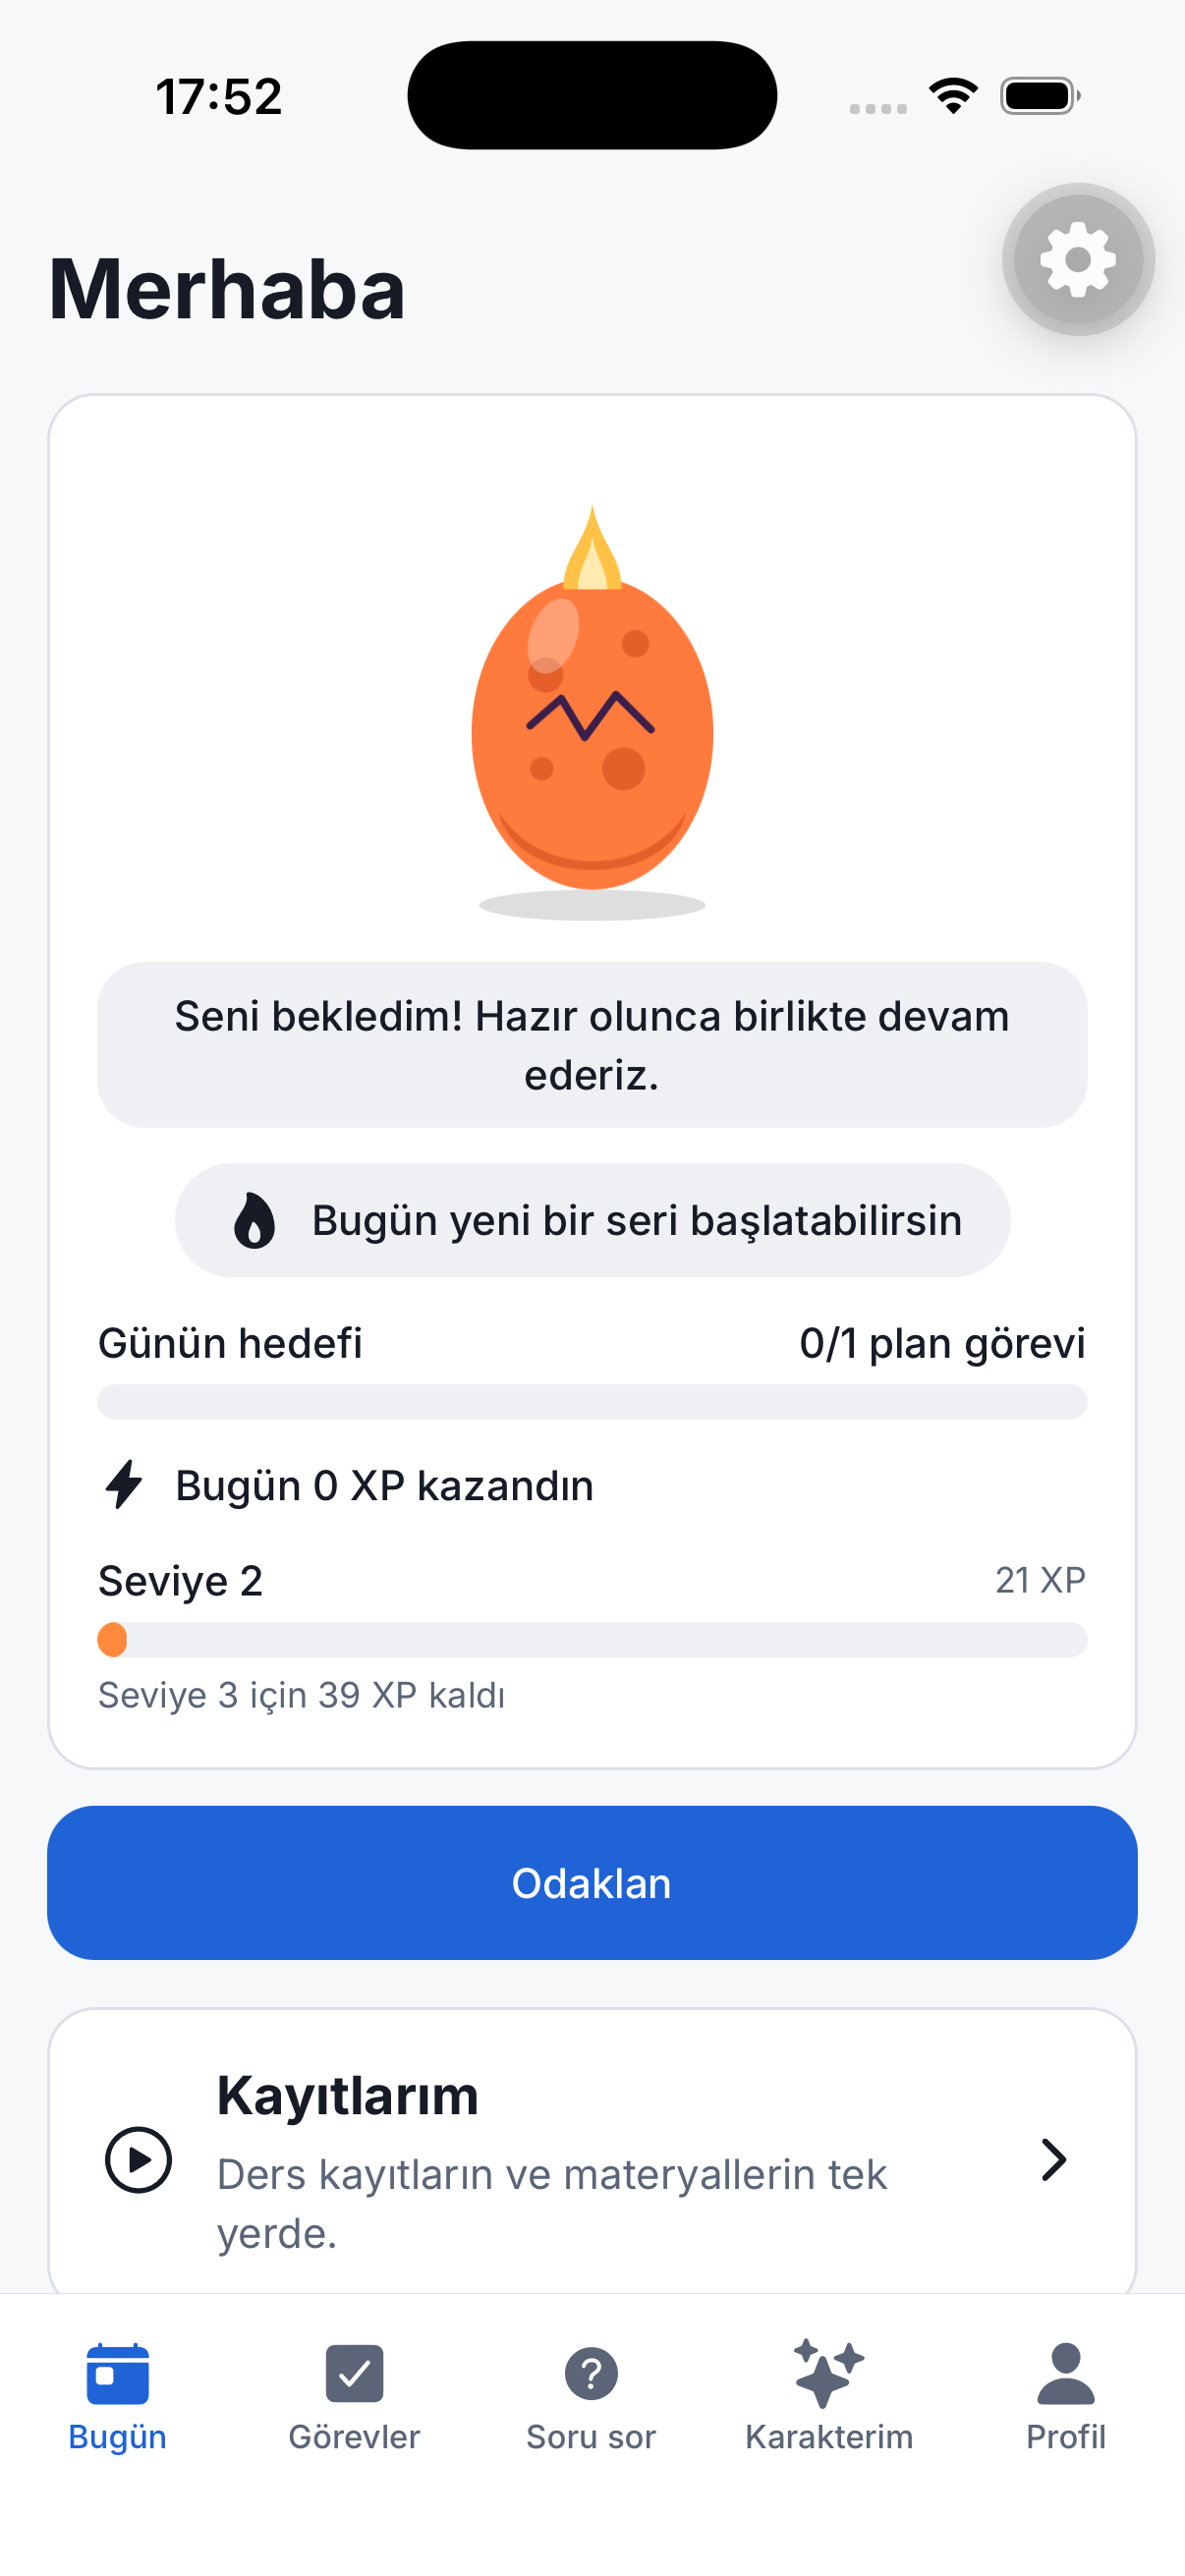 17:52
Merhaba
Seni bekledim! Hazır olunca birlikte devam
ederiz.
Bugün yeni bir seri başlatabilirsin
Günün hedefi 0/1 plan görevi
Bugün 0 XP kazandın
Seviye 2 21 XP
Seviye 3 için 39 XP kaldı
Odaklan
Kayıtlarım
Ders kayıtların ve materyallerin tek
yerde.
Bugün Görevler Soru sor Karakterim Profil